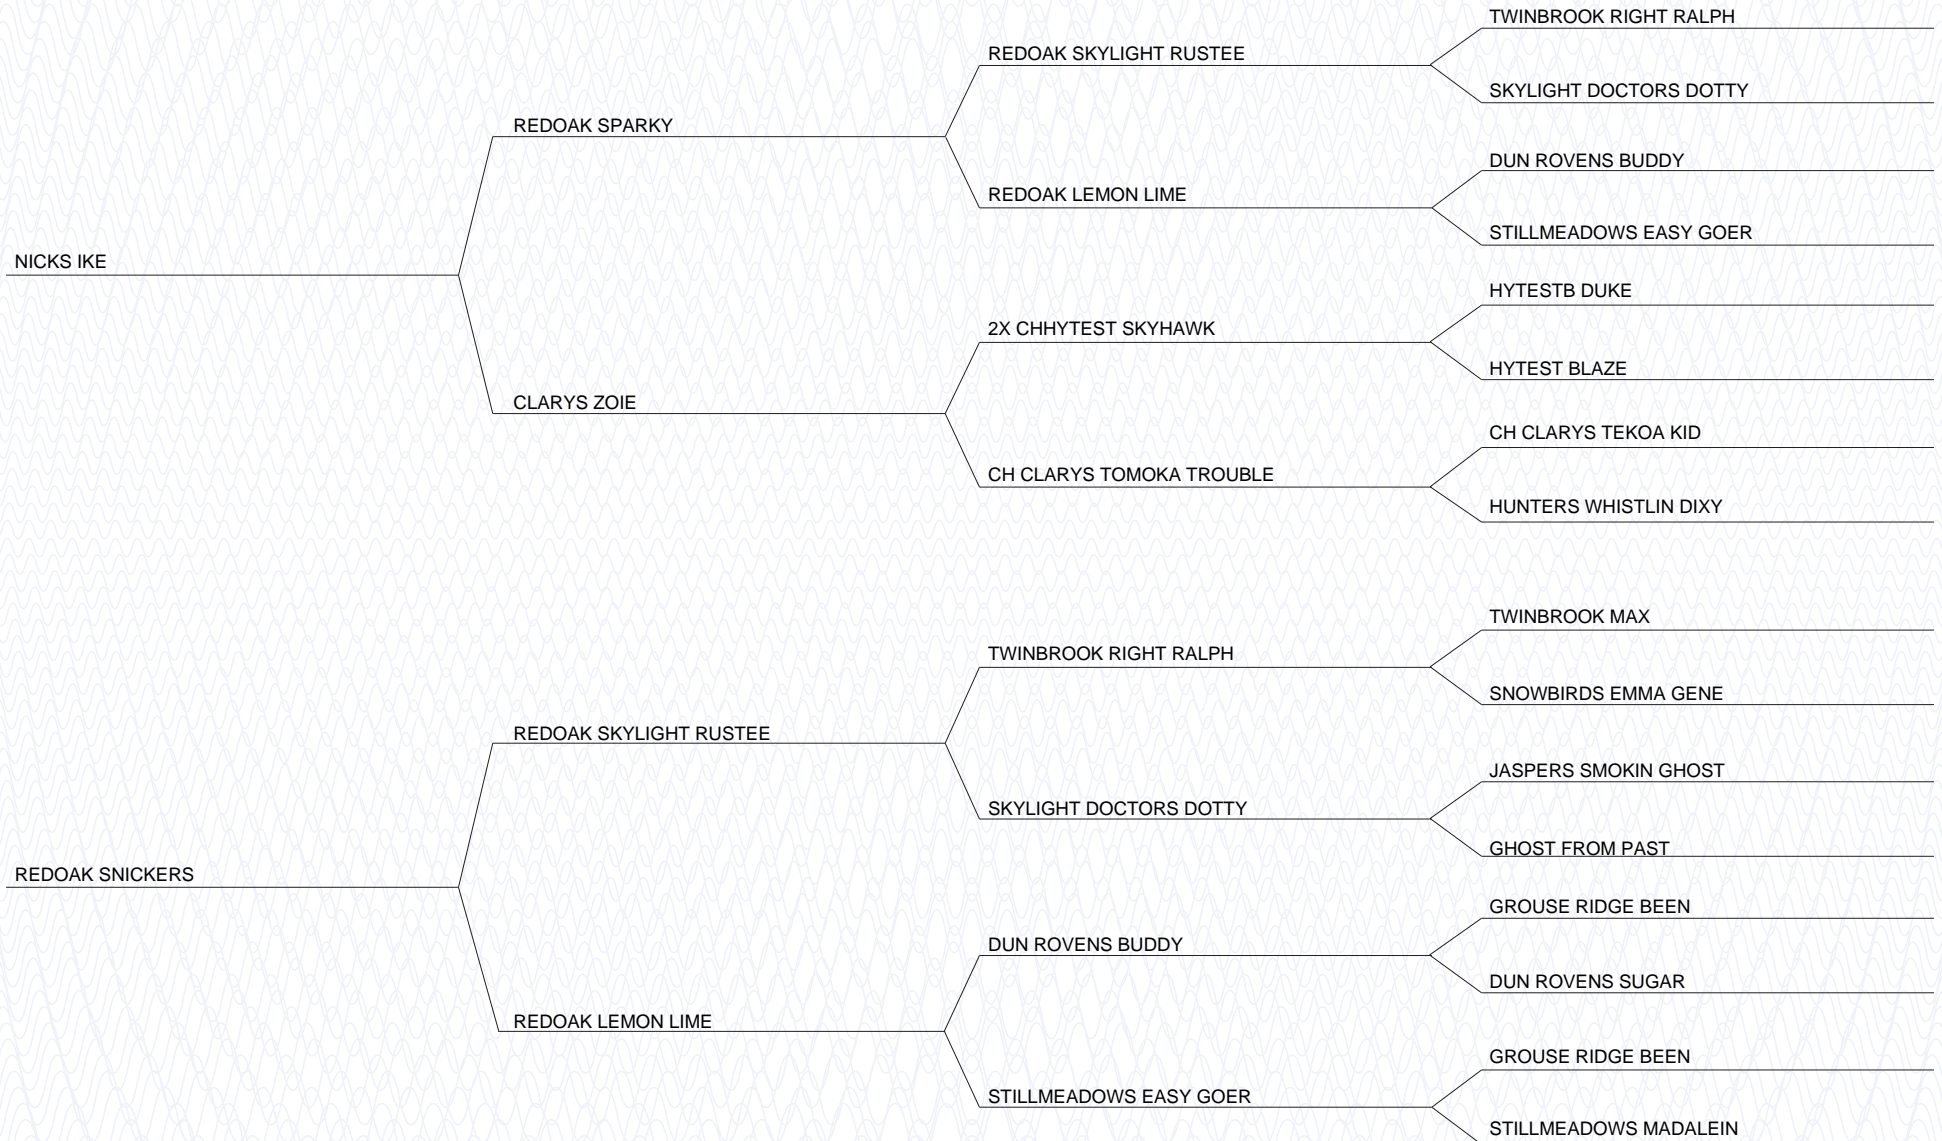 TWINBROOK RIGHT RALPH
REDOAK SKYLIGHT RUSTEE
SKYLIGHT DOCTORS DOTTY
REDOAK SPARKY
DUN ROVENS BUDDY
REDOAK LEMON LIME
STILLMEADOWS EASY GOER
NICKS IKE
HYTESTB DUKE
2X CHHYTEST SKYHAWK
HYTEST BLAZE
CLARYS ZOIE
CH CLARYS TEKOA KID
CH CLARYS TOMOKA TROUBLE
HUNTERS WHISTLIN DIXY
TWINBROOK MAX
TWINBROOK RIGHT RALPH
SNOWBIRDS EMMA GENE
REDOAK SKYLIGHT RUSTEE
JASPERS SMOKIN GHOST
SKYLIGHT DOCTORS DOTTY
GHOST FROM PAST
REDOAK SNICKERS
GROUSE RIDGE BEEN
DUN ROVENS BUDDY
DUN ROVENS SUGAR
REDOAK LEMON LIME
GROUSE RIDGE BEEN
STILLMEADOWS EASY GOER
STILLMEADOWS MADALEIN